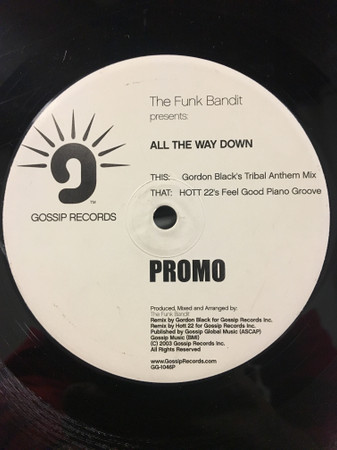 The Funk Bandit
presents:
ALL THE WAY DOWN
THIS: Gordon Black's Tribal Anthem Mix
THAT: HOTT 22's Feel Good Piano Groove
TM
GOSSIP RECORDS
PROMO
Produced, Mixed and Arranged by:
The Funk Bandit
Remix by Gordon Black for Gossip Records Inc.
Remix by Hott 22 for Gossip Records Inc.
Published by Gossip Global Music (ASCAP)
Gossip Music (BMI)
(C) 2003 Gossip Records Inc.
All Rights Reserved
www.GossipRecords.com
GG-1046P